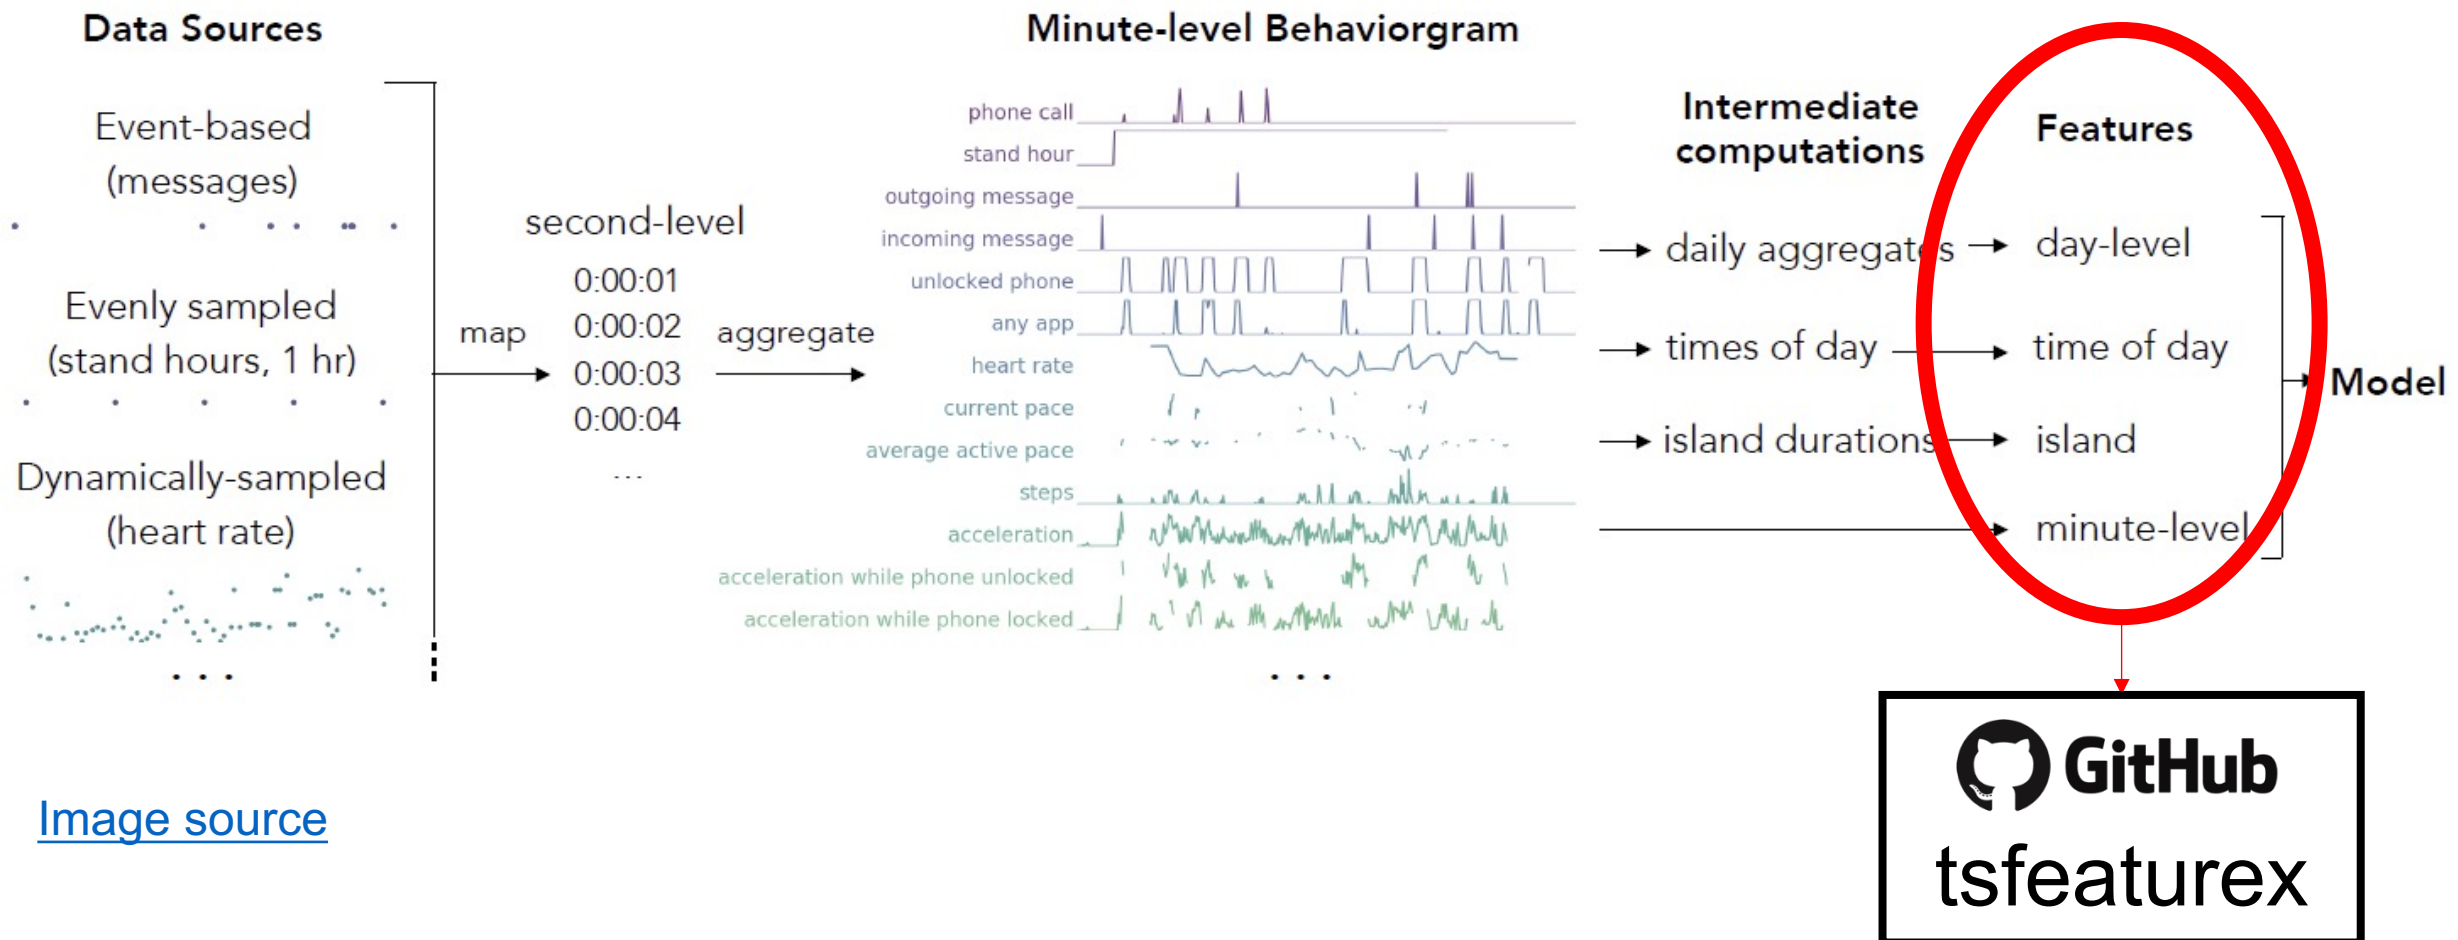 Data Sources
Event-based
(messages)
Evenly sampled
(stand hours, 1 hr)
Dynamically-sampled
(heart rate)
. . .
map
second-level
0:00:01
0:00:02
0:00:03
0:00:04
...
aggregate
Minute-level Behaviorgram
phone call
stand hour
outgoing message
incoming message
unlocked phone
any app
heart rate
current pace
average active pace
steps
acceleration
acceleration while phone unlocked
acceleration while phone locked
. . .
Intermediate
computations
daily aggregates
times of day
island durations
Features
day-level
time of day
island
minute-level
Model
GitHub
tsfeaturex
Image source